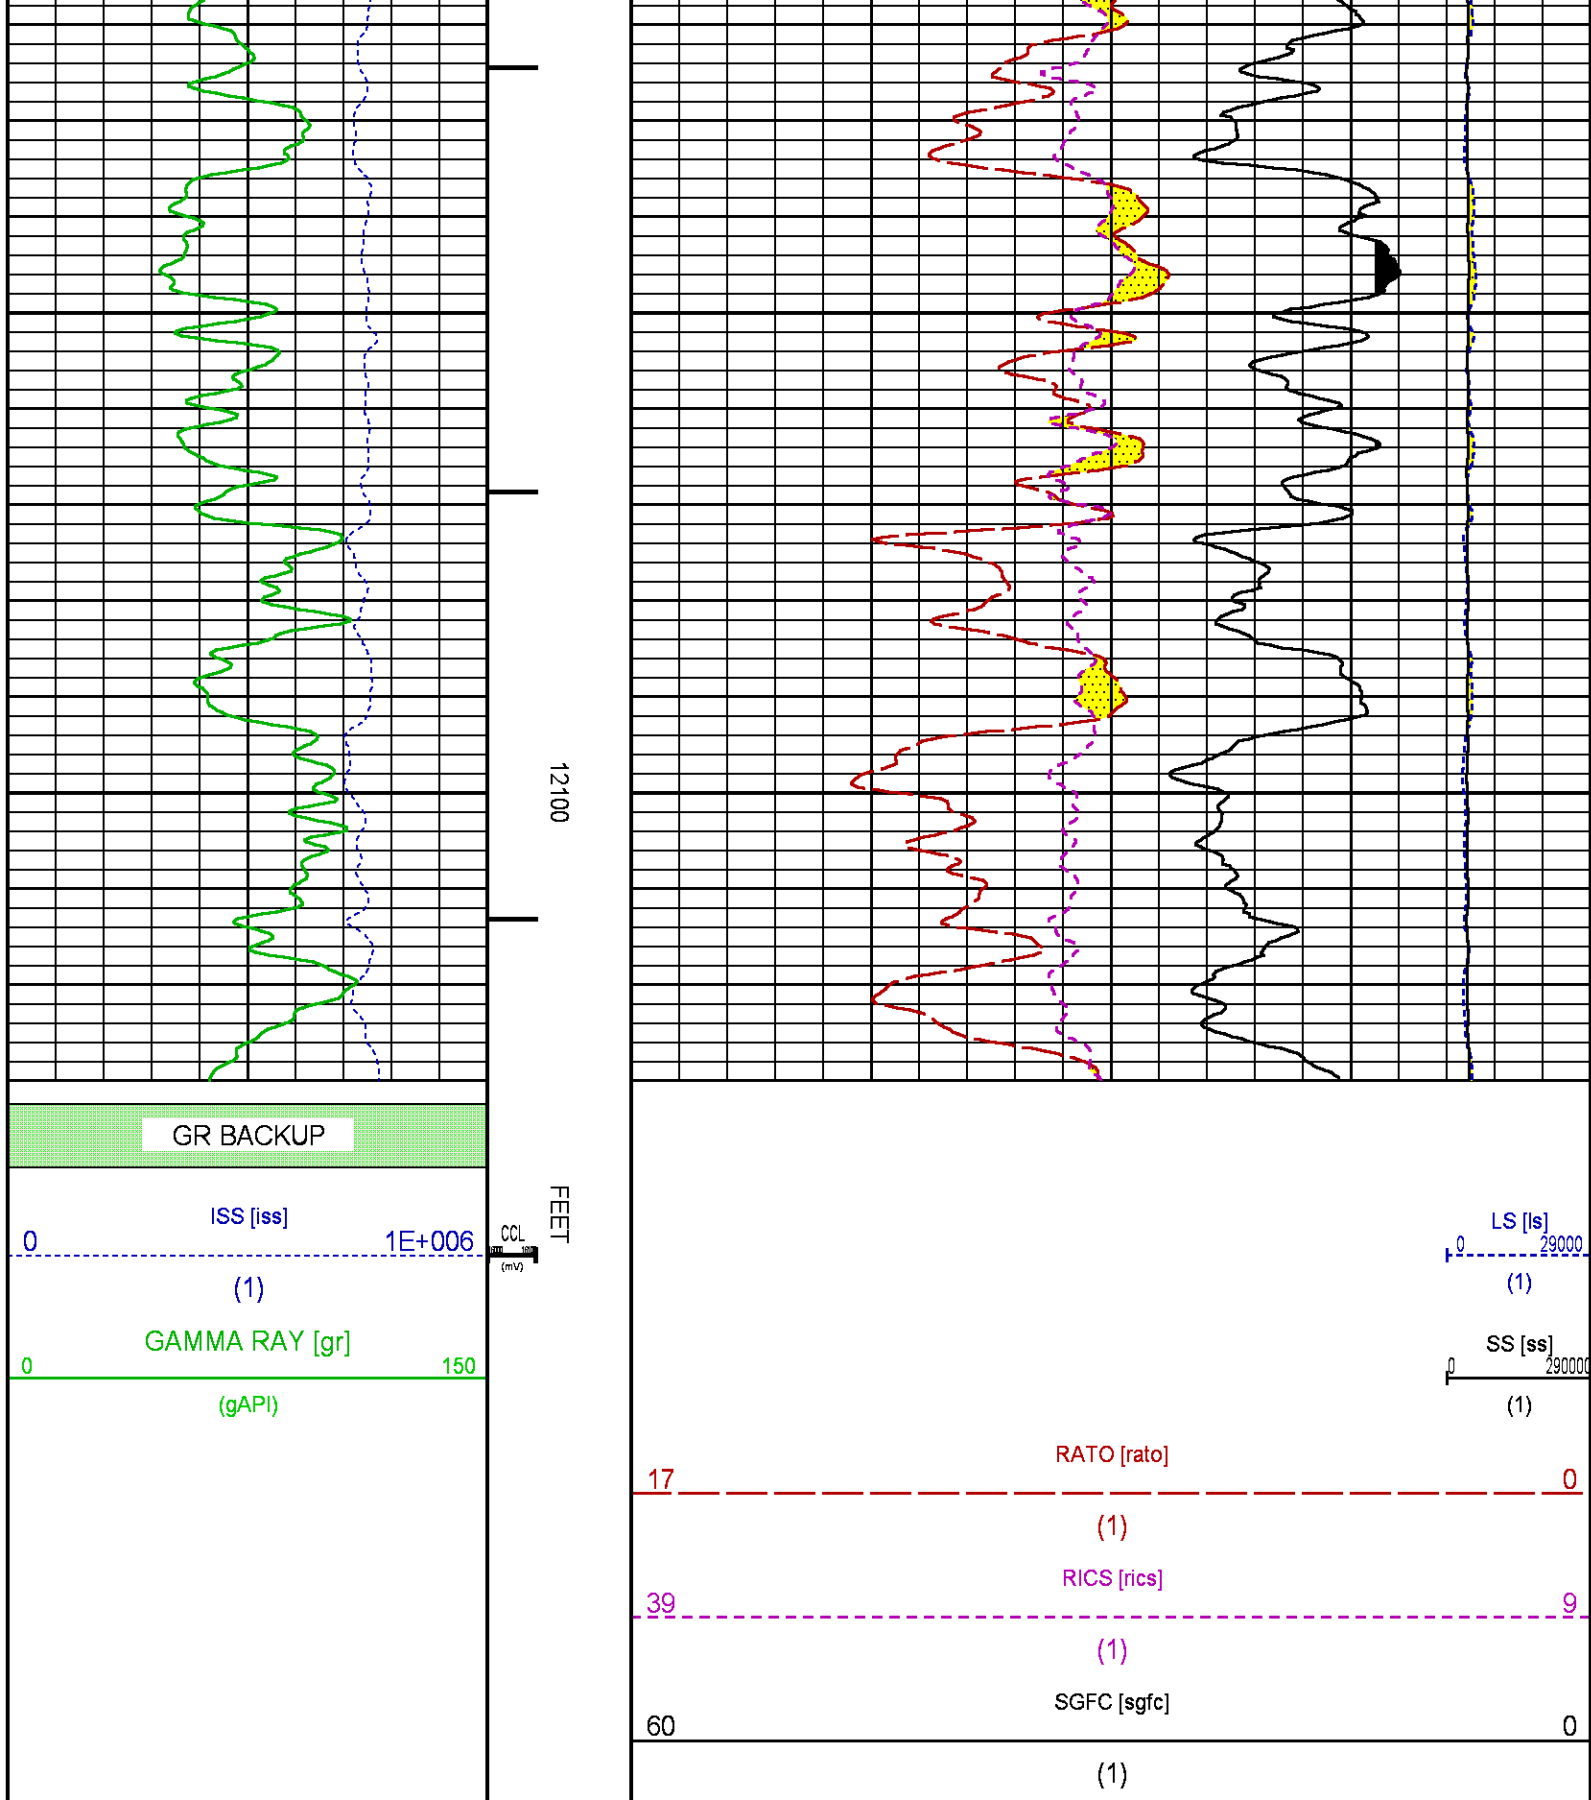 12100
GR BACKUP
FEET
ISS [iss]
0 1E+006
(1)
CCL
(mV)
LS [ls]
0 29000
(1)
GAMMA RAY [gr]
0 150
(gAPI)
SS [ss]
0 290000
(1)
RATO [rato]
17 0
(1)
RICS [rics]
39 9
(1)
SGFC [sgfc]
60 0
(1)